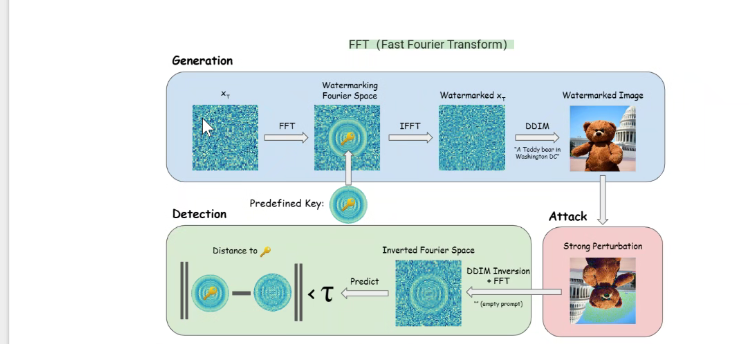 FFT (Fast Fourier Transform)
Generation
x_T
Watermarking
Fourier Space
Watermarked x_T
Watermarked Image
FFT
IFFT
DDIM
"A Teddy bear in
Washington DC"
Predefined Key:
Detection
Attack
Distance to
Inverted Fourier Space
Strong Perturbation
DDIM Inversion
+ FFT
"" (empty prompt)
Predict
< τ